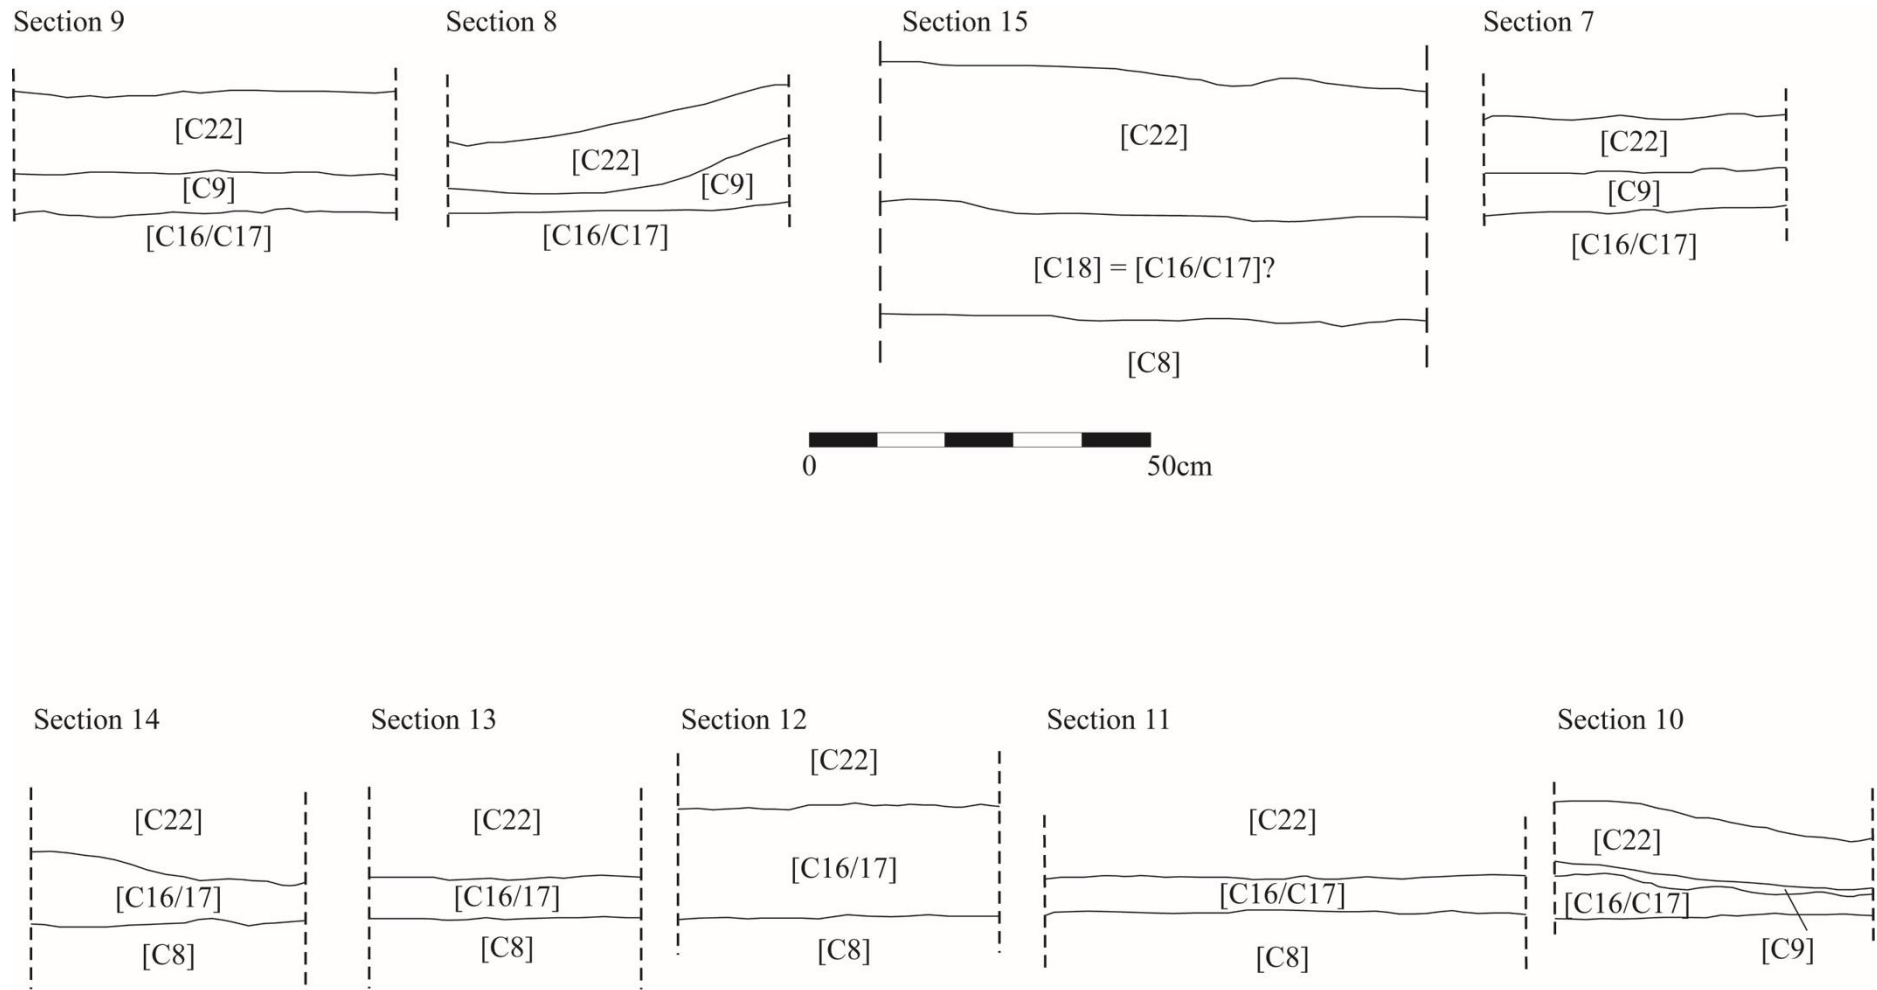 Section 9
[C22]
[C9]
[C16/C17]
Section 8
[C22]
[C9]
[C16/C17]
Section 15
[C22]
[C18] = [C16/C17]?
[C8]
Section 7
[C22]
[C9]
[C16/C17]
0 50cm
Section 14
[C22]
[C16/17]
[C8]
Section 13
[C22]
[C16/17]
[C8]
Section 12
[C22]
[C16/17]
[C8]
Section 11
[C22]
[C16/C17]
[C8]
Section 10
[C22]
[C16/C17]
[C9]